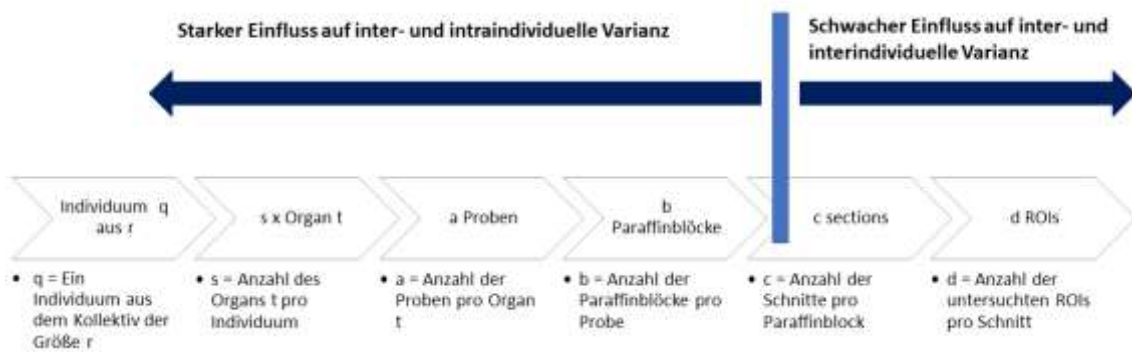 Starker Einfluss auf inter- und intraindividuelle Varianz
Schwacher Einfluss auf inter- und
interindividuelle Varianz
Individuum q
aus r
s x Organ t
a Proben
b
Paraffinblöcke
c sections
d ROIs
• q = Ein
Individuum aus
dem Kollektiv der
Größe r
• s = Anzahl des
Organs t pro
Individuum
• a = Anzahl der
Proben pro Organ
t
• b = Anzahl der
Paraffinblöcke pro
Probe
• c = Anzahl der
Schnitte pro
Paraffinblock
• d = Anzahl der
untersuchten ROIs
pro Schnitt